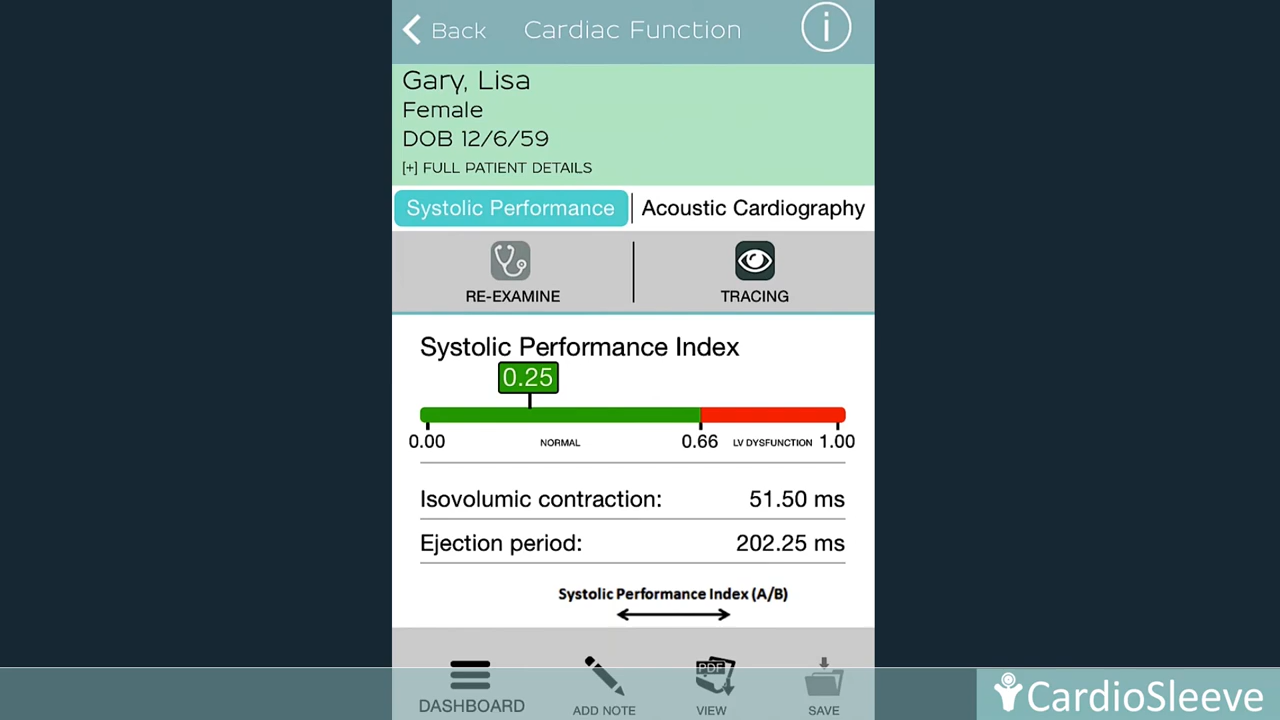 Back Cardiac Function i
Gary, Lisa
Female
DOB 12/6/59
[+] FULL PATIENT DETAILS
Systolic Performance Acoustic Cardiography
RE-EXAMINE TRACING
Systolic Performance Index
0.25
0.00 NORMAL 0.66 LV DYSFUNCTION 1.00
Isovolumic contraction: 51.50 ms
Ejection period: 202.25 ms
Systolic Performance Index (A/B)
PDF
DASHBOARD ADD NOTE VIEW SAVE
CardioSleeve